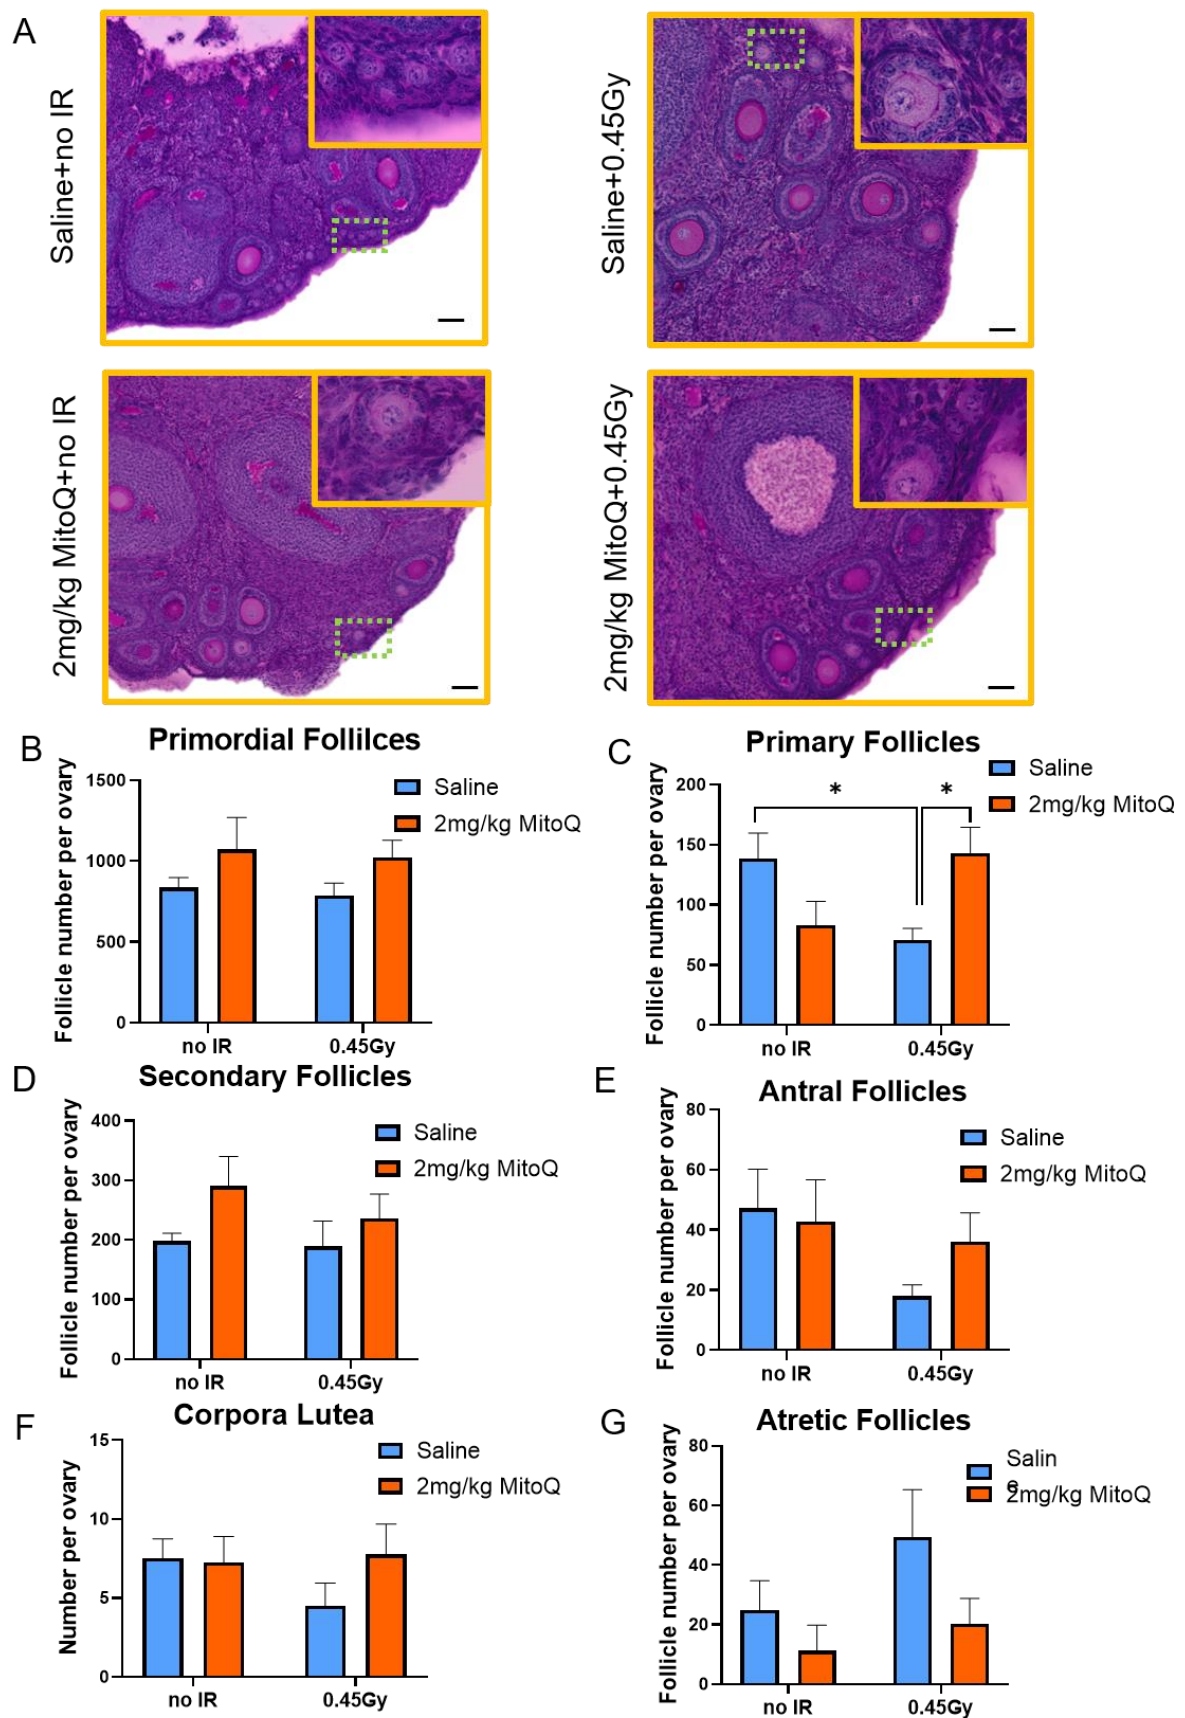 A
Saline+no IR
Saline+0.45Gy
2mg/kg MitoQ+no IR
2mg/kg MitoQ+0.45Gy
B
Primordial Follilces
Follicle number per ovary
1500
1000
500
0
no IR
0.45Gy
Saline
2mg/kg MitoQ
C
Primary Follicles
Follicle number per ovary
200
150
100
50
0
*
*
no IR
0.45Gy
Saline
2mg/kg MitoQ
D
Secondary Follicles
Follicle number per ovary
400
300
200
100
0
no IR
0.45Gy
Saline
2mg/kg MitoQ
E
Antral Follicles
Follicle number per ovary
80
60
40
20
0
no IR
0.45Gy
Saline
2mg/kg MitoQ
F
Corpora Lutea
Number per ovary
15
10
5
0
no IR
0.45Gy
Saline
2mg/kg MitoQ
G
Atretic Follicles
Follicle number per ovary
80
60
40
20
0
no IR
0.45Gy
Salin
e
2mg/kg MitoQ